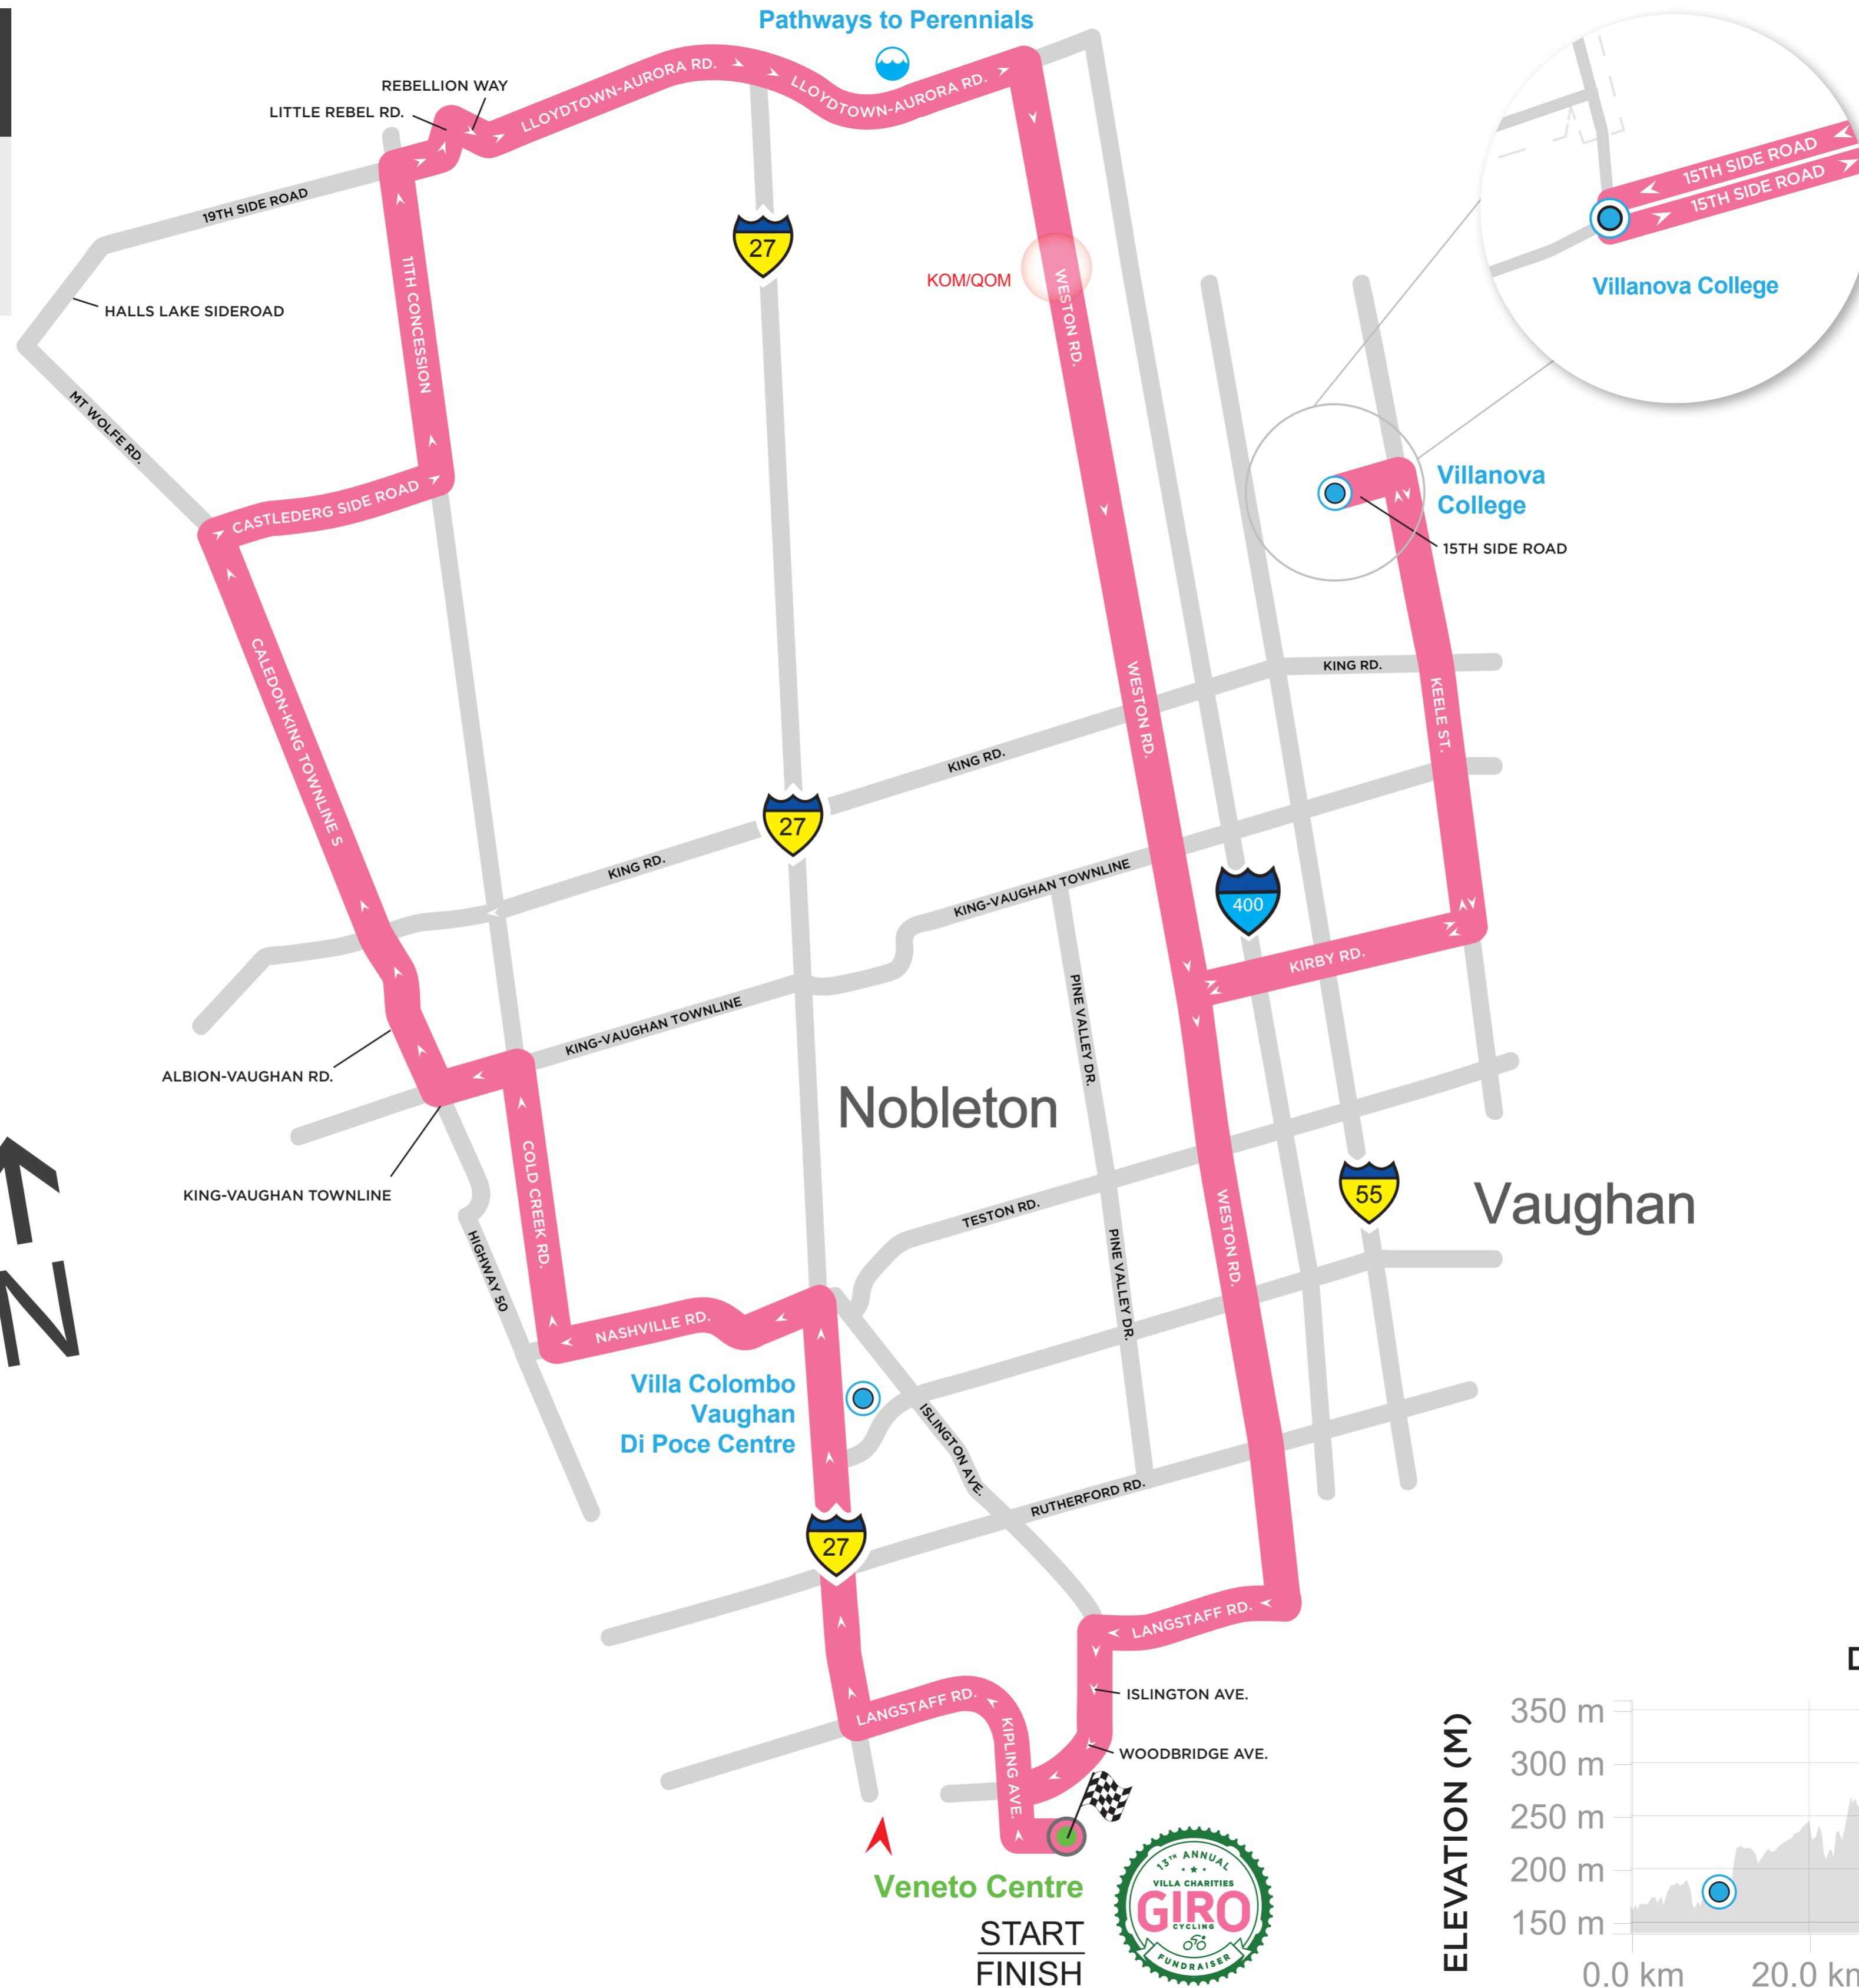 Pathways to Perennials
REBELLION WAY
LITTLE REBEL RD.
LLOYDTOWN-AURORA RD.
LLOYDTOWN-AURORA RD.
19TH SIDE ROAD
HALLS LAKE SIDEROAD
MT WOLFE RD.
11TH CONCESSION
27
KOM/QOM
WESTON RD.
15TH SIDE ROAD
15TH SIDE ROAD
Villanova College
Villanova
College
15TH SIDE ROAD
CASTLEDERG SIDE ROAD
CALEDON-KING TOWNLINE S
WESTON RD.
KING RD.
KEELE ST.
KING RD.
27
KING RD.
KING-VAUGHAN TOWNLINE
400
KIRBY RD.
PINE VALLEY DR.
KING-VAUGHAN TOWNLINE
ALBION-VAUGHAN RD.
KING-VAUGHAN TOWNLINE
Nobleton
COLD CREEK RD.
HIGHWAY 50
TESTON RD.
WESTON RD.
55
Vaughan
N
PINE VALLEY DR.
NASHVILLE RD.
Villa Colombo
Vaughan
Di Poce Centre
ISLINGTON AVE.
RUTHERFORD RD.
27
LANGSTAFF RD.
LANGSTAFF RD.
ISLINGTON AVE.
KIPLING AVE.
WOODBRIDGE AVE.
Veneto Centre
START
FINISH
13TH ANNUAL
VILLA CHARITIES
GIRO
CYCLING
FUNDRAISER
D
ELEVATION (M)
350 m
300 m
250 m
200 m
150 m
0.0 km
20.0 km